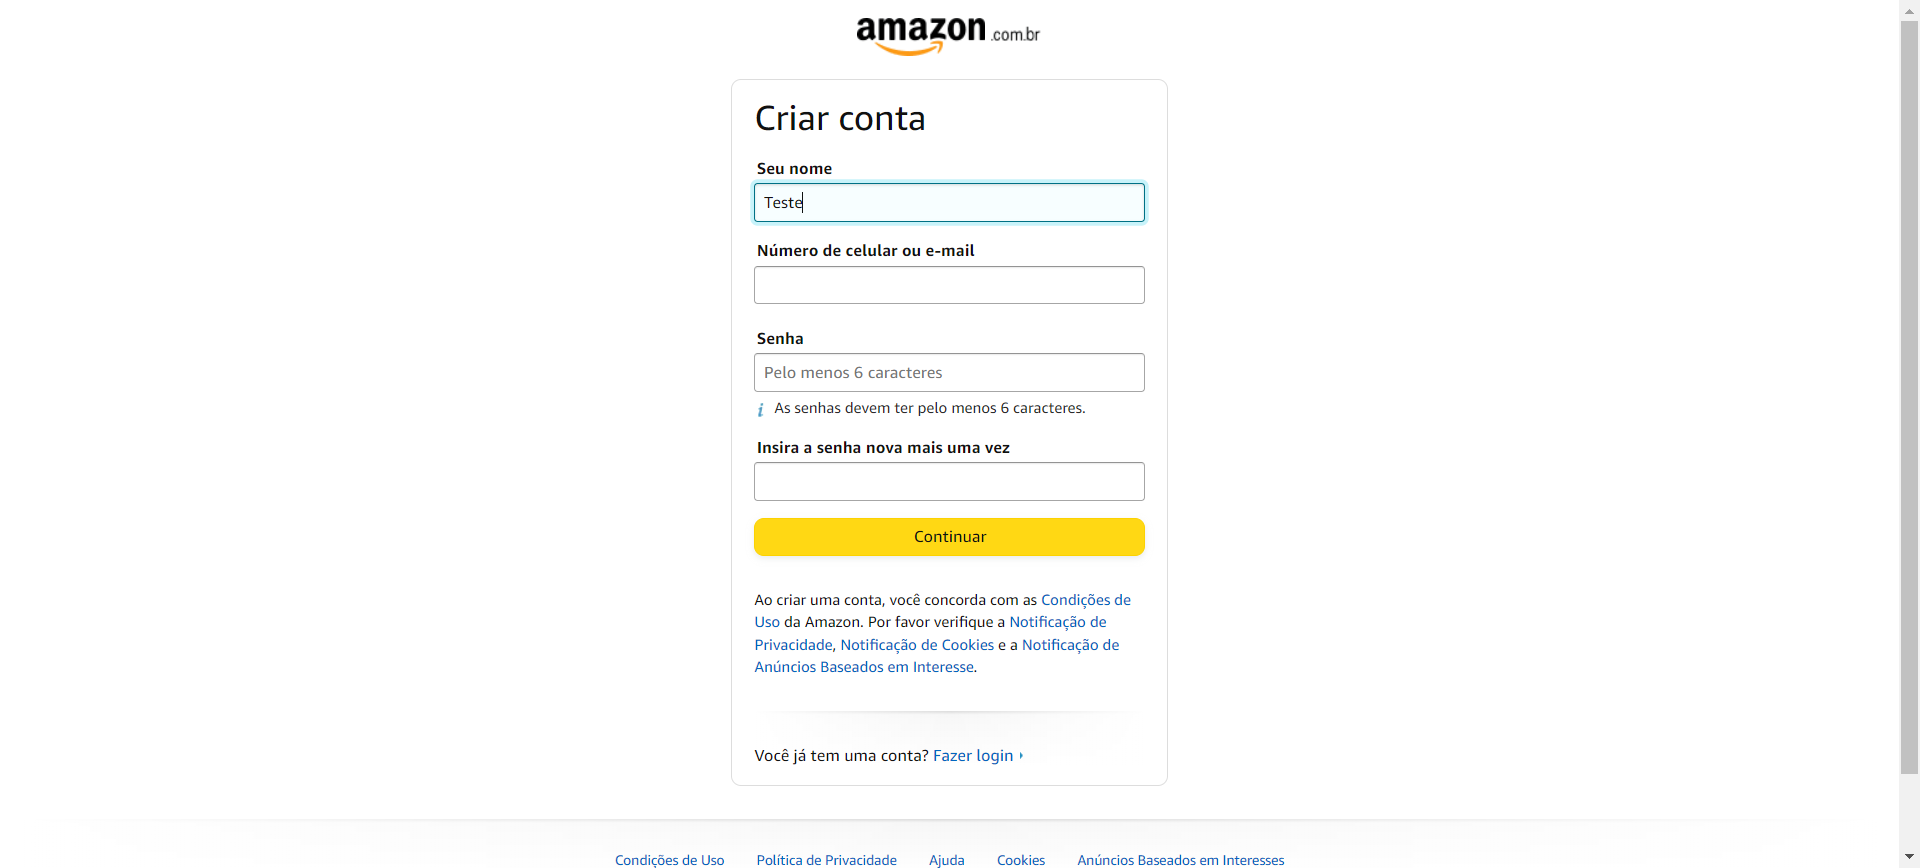 amazon.com.br
Criar conta
Seu nome
Teste
Número de celular ou e-mail
Senha
Pelo menos 6 caracteres
i As senhas devem ter pelo menos 6 caracteres.
Insira a senha nova mais uma vez
Continuar
Ao criar uma conta, você concorda com as Condições de
Uso da Amazon. Por favor verifique a Notificação de
Privacidade, Notificação de Cookies e a Notificação de
Anúncios Baseados em Interesse.
Você já tem uma conta? Fazer login
Condições de Uso Política de Privacidade Ajuda Cookies Anúncios Baseados em Interesses